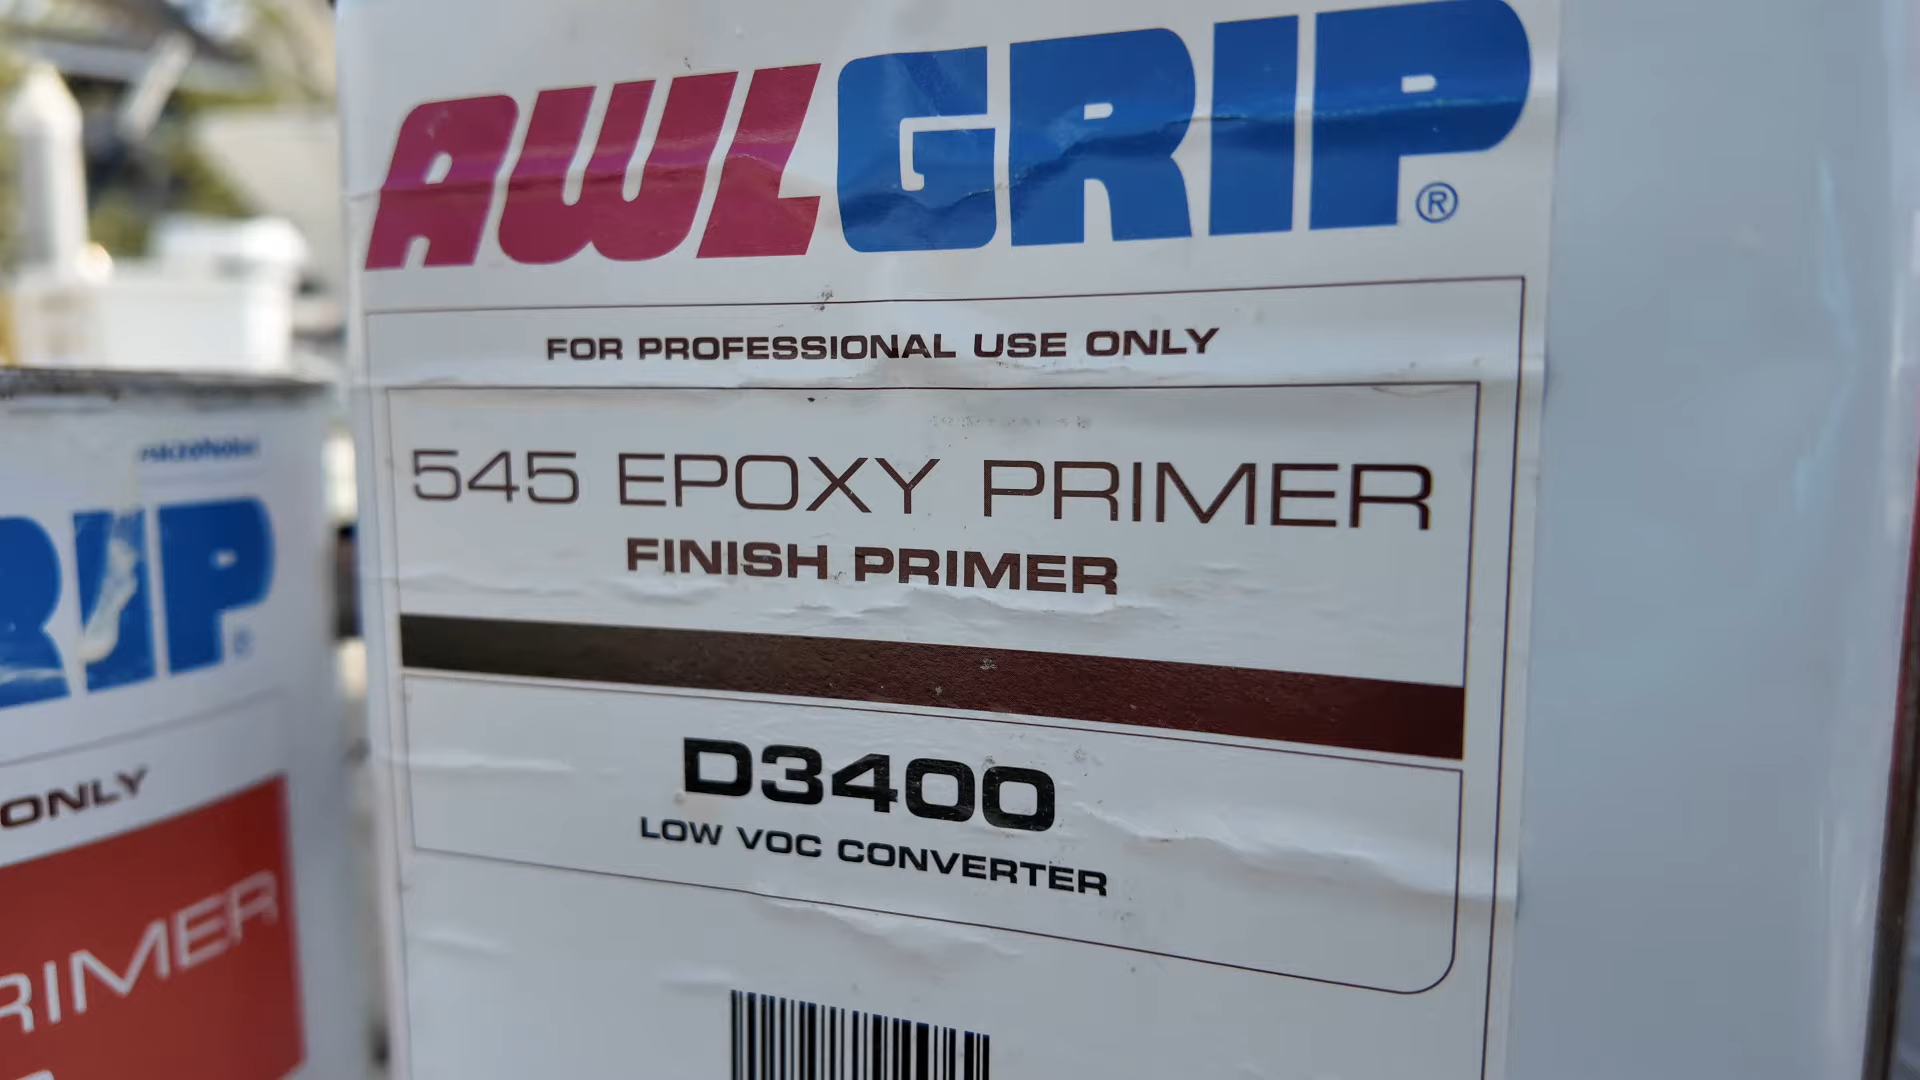 AWLGRIP®
FOR PROFESSIONAL USE ONLY
545 EPOXY PRIMER
FINISH PRIMER
D3400
LOW VOC CONVERTER
RIP®
ONLY
RIMER